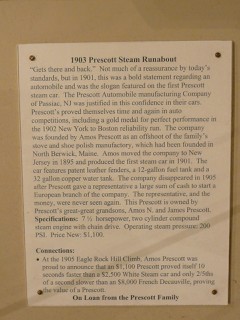 1903 Prescott Steam Runabout
"Gets there and back." Not much of a reassurance by today's
standards, but in 1901, this was a bold statement regarding an
automobile and was the slogan featured on the first Prescott
steam car. The Prescott Automobile manufacturing Company
of Passiac, NJ was justified in this confidence in their cars.
Prescott's proved themselves time and again in auto
competitions, including a gold medal for perfect performance in
the 1902 New York to Boston reliability run. The company
was founded by Amos Prescott as an offshoot of the family's
stove and shoe polish manufactory, which had been founded in
North Berwick, Maine. Amos moved the company to New
Jersey in 1895 and produced the first steam car in 1901. The
car features patent leather fenders, a 12-gallon fuel tank and a
32 gallon copper water tank. The company disappeared in 1905
after Prescott gave a representative a large sum of cash to start a
European branch of the company. The representative, and the
money, were never seen again. This Prescott is owned by
Prescott's great-great grandsons, Amos N. and James Prescott.
Specifications: 7 ½ horsepower, two cylinder compound
steam engine with chain drive. Operating steam pressure: 200
PSI. Price New: $1,100.
Connections:
• At the 1905 Eagle Rock Hill Climb, Amos Prescott was
proud to announce that an $1,100 Prescott proved itself 10
seconds faster than a $2,500 White Steam car and only 2/5ths
of a second slower than an $8,000 French Decauville, proving
the value of a Prescott.
On Loan from the Prescott Family